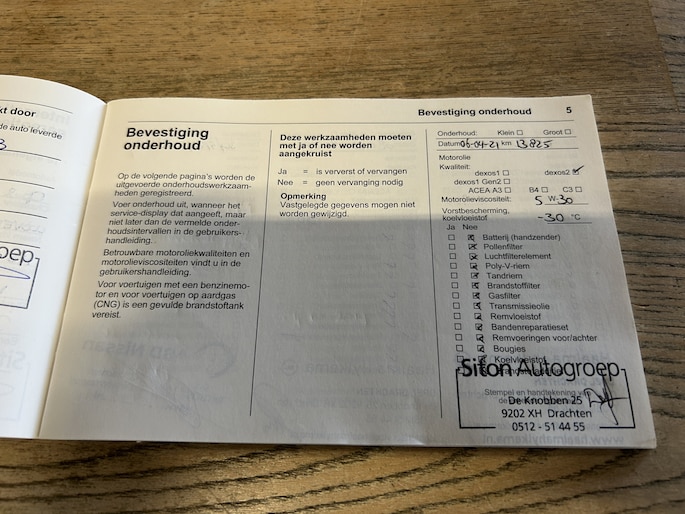 kt door
de auto leverde
Bevestiging onderhoud 5
Bevestiging
onderhoud
Op de volgende pagina's worden de
uitgevoerde onderhoudswerkzaam-
heden geregistreerd.
Voer onderhoud uit, wanneer het
service-display dat aangeeft, maar
niet later dan de vermelde onder-
houdsintervallen in de gebruikers-
handleiding.
Betrouwbare motoroliekwaliteiten en
motorolieviscositeiten vindt u in de
gebruikershandleiding.
Voor voertuigen met een benzinemo-
tor en voor voertuigen op aardgas
(CNG) is een gevulde brandstoftank
vereist.
Deze werkzaamheden moeten
met ja of nee worden
aangekruist
Ja = is ververst of vervangen
Nee = geen vervanging nodig
Opmerking
Vastgelegde gegevens mogen niet
worden gewijzigd.
Onderhoud: Klein Groot
Datum 06-04-21 km 13825
Motorolie
Kwaliteit:
dexos1 dexos2
dexos1 Gen2
ACEA A3 B4 C3
Motorolieviscositeit: 5 W-30
Vorstbescherming,
koelvloeistof -30 °C
Ja Nee
Batterij (handzender)
Pollenfilter
Luchtfilterelement
Poly-V-riem
Tandriem
Brandstoffilter
Gasfilter
Transmissieolie
Remvloeistof
Bandenreparatieset
Remvoeringen voor/achter
Bougies
Koelvloeistof
Siton Autogroep
Stempel en handtekening van
De Knobben 25
9202 XH Drachten
0512 - 51 44 55